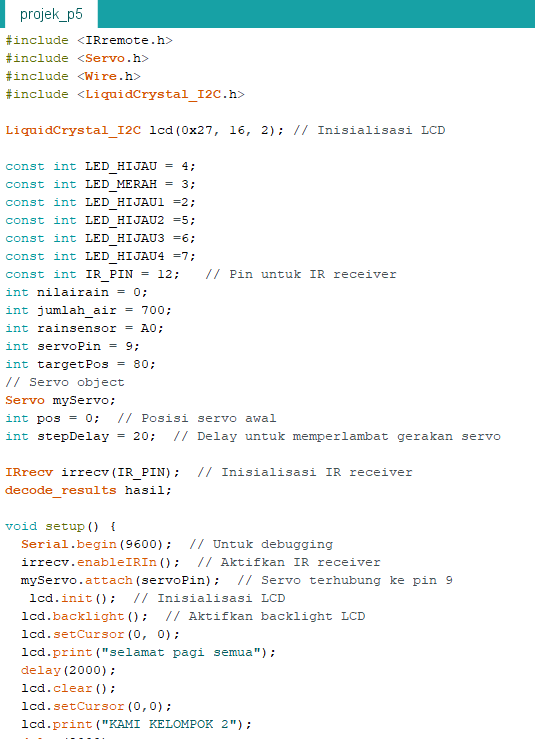 projek_p5
#include <IRremote.h>
#include <Servo.h>
#include <Wire.h>
#include <LiquidCrystal_I2C.h>
LiquidCrystal_I2C lcd(0x27, 16, 2); // Inisialisasi LCD
const int LED_HIJAU = 4;
const int LED_MERAH = 3;
const int LED_HIJAU1 =2;
const int LED_HIJAU2 =5;
const int LED_HIJAU3 =6;
const int LED_HIJAU4 =7;
const int IR_PIN = 12;   // Pin untuk IR receiver
int nilairain = 0;
int jumlah_air = 700;
int rainsensor = A0;
int servoPin = 9;
int targetPos = 80;
// Servo object
Servo myServo;
int pos = 0;  // Posisi servo awal
int stepDelay = 20;  // Delay untuk memperlambat gerakan servo
IRrecv irrecv(IR_PIN);  // Inisialisasi IR receiver
decode_results hasil;
void setup() {
  Serial.begin(9600);  // Untuk debugging
  irrecv.enableIRIn();  // Aktifkan IR receiver
  myServo.attach(servoPin);  // Servo terhubung ke pin 9
   lcd.init();  // Inisialisasi LCD
  lcd.backlight();  // Aktifkan backlight LCD
  lcd.setCursor(0, 0);
  lcd.print("selamat pagi semua");
  delay(2000);
  lcd.clear();
  lcd.setCursor(0,0);
  lcd.print("KAMI KELOMPOK 2");